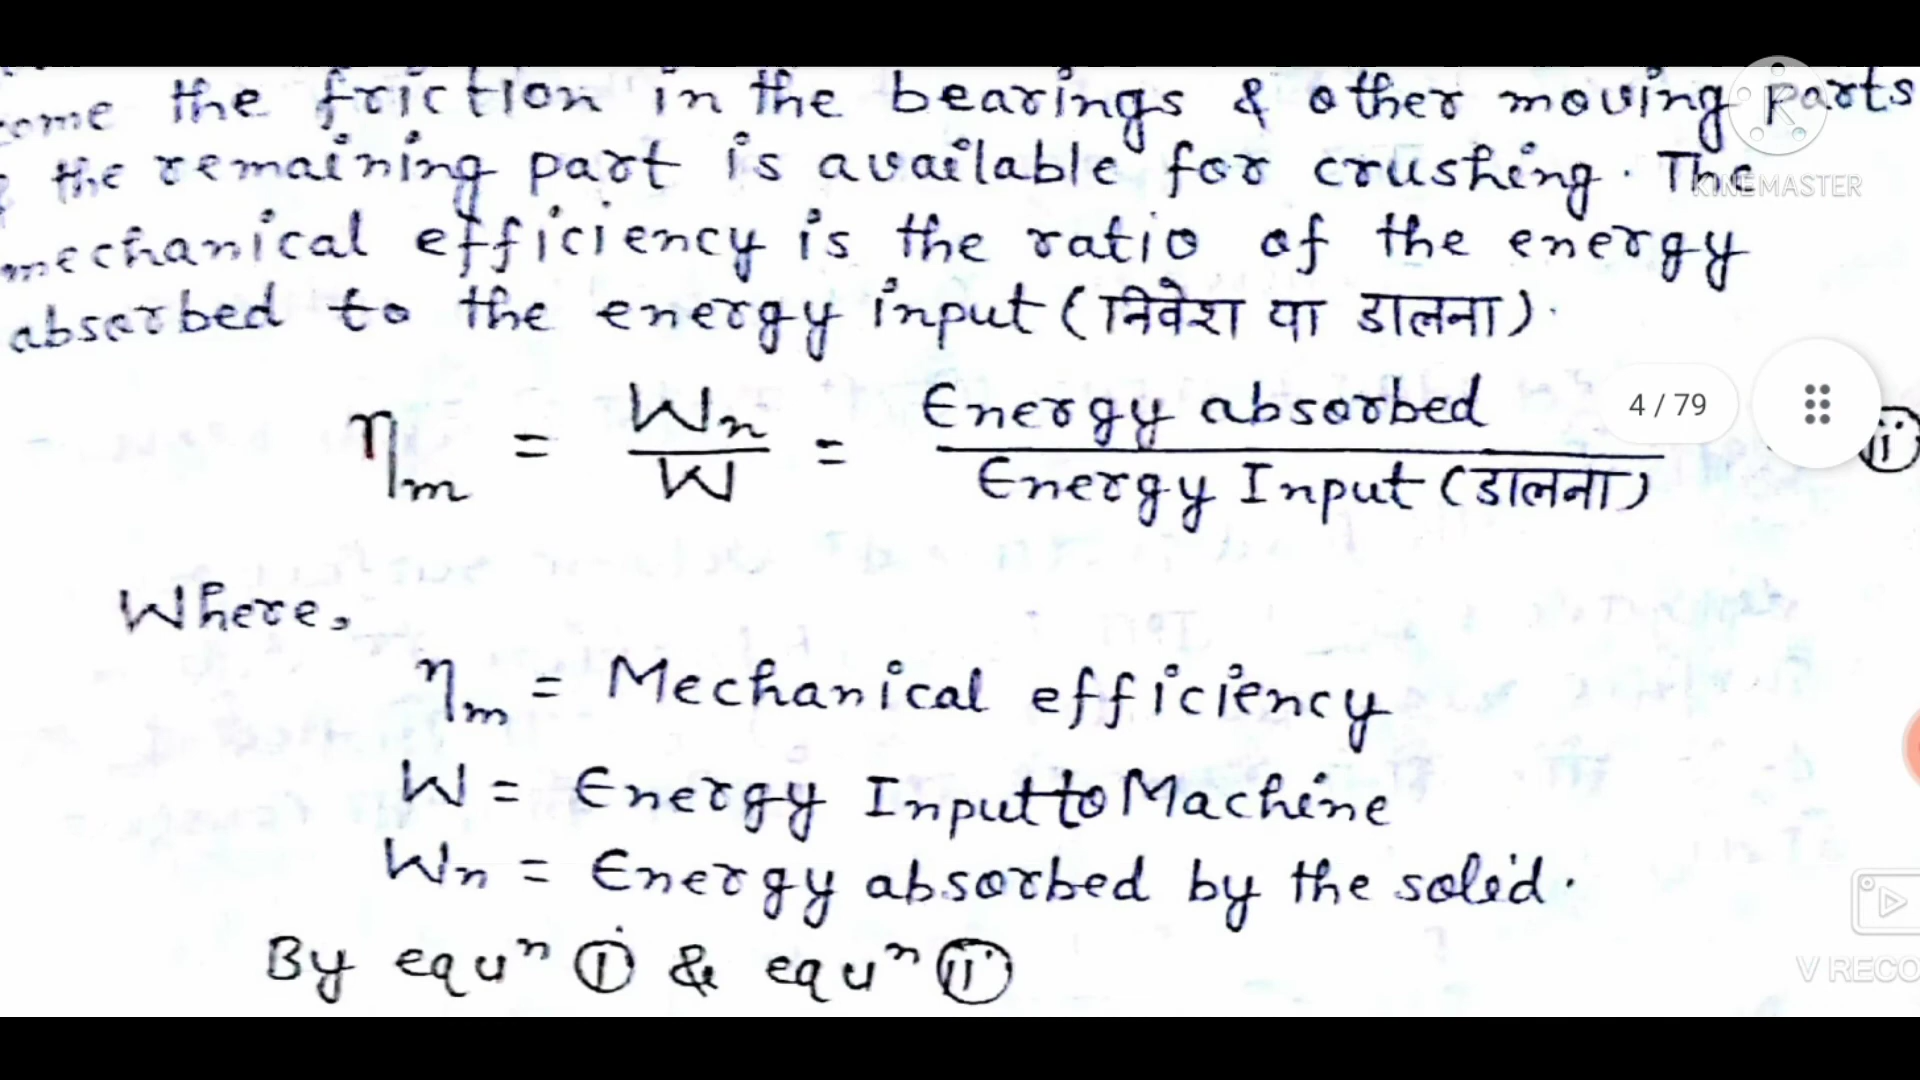 the friction in the bearings & other moving parts
the remaining part is available for crushing. The
mechanical efficiency is the ratio of the energy
absorbed to the energy input (निवेश या डालना).
ηm = Wn/W = Energy absorbed/Energy Input (डालना) ii
Where,
ηm = Mechanical efficiency
W = Energy Input to Machine
Wn = Energy absorbed by the solid.
By equⁿ (i) & equⁿ (ii)
K
KINEMASTER
4 / 79
V RECO